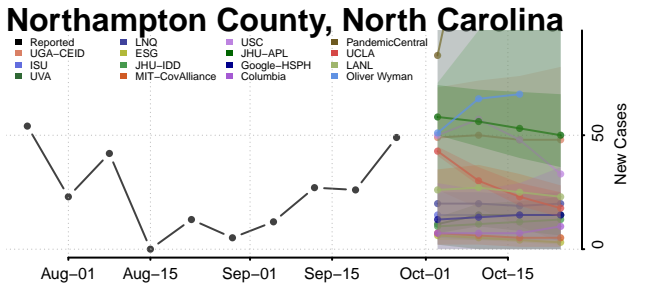 Northampton County, North Carolina
Reported LNQ USC PandemicCentral
UGA−CEID ESG JHU−APL UCLA
ISU JHU−IDD Google−HSPH LANL
UVA MIT−CovAlliance Columbia Oliver Wyman
50
0
New Cases
Aug−01 Aug−15 Sep−01 Sep−15 Oct−01 Oct−15